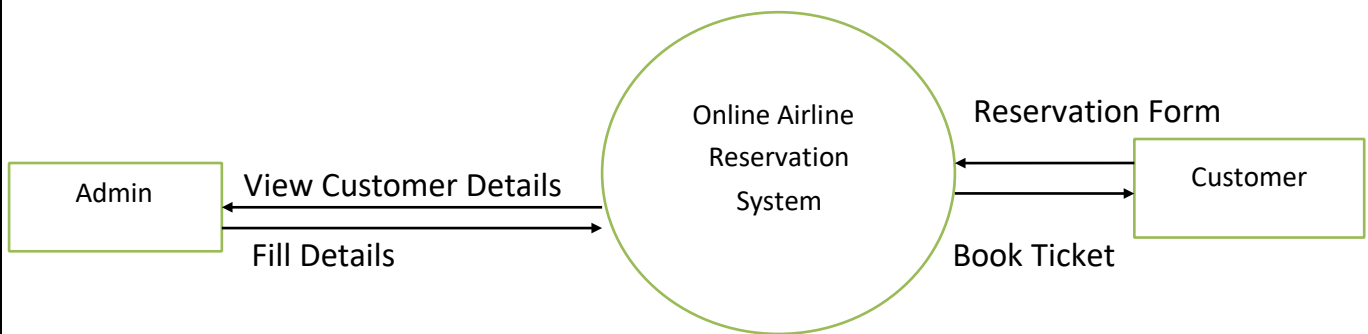 Admin
View Customer Details
Fill Details
Online Airline
Reservation
System
Reservation Form
Book Ticket
Customer